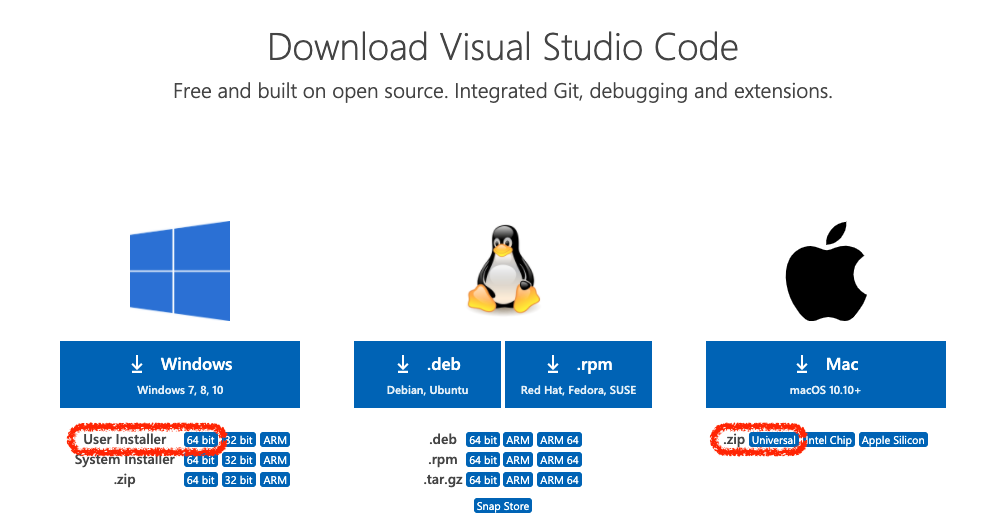 Download Visual Studio Code
Free and built on open source. Integrated Git, debugging and extensions.
Windows
Windows 7, 8, 10
User Installer 64 bit 32 bit ARM
System Installer 64 bit 32 bit ARM
.zip 64 bit 32 bit ARM
.deb
Debian, Ubuntu
.rpm
Red Hat, Fedora, SUSE
.deb 64 bit ARM ARM 64
.rpm 64 bit ARM ARM 64
.tar.gz 64 bit ARM ARM 64
Snap Store
Mac
macOS 10.10+
.zip Universal Intel Chip Apple Silicon